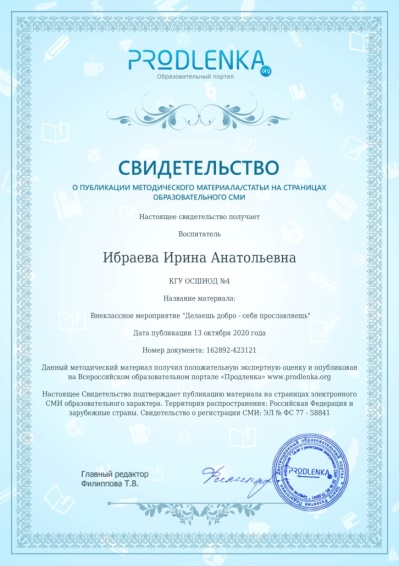 PRODLENKA.org
Образовательный портал
СВИДЕТЕЛЬСТВО
О ПУБЛИКАЦИИ МЕТОДИЧЕСКОГО МАТЕРИАЛА/СТАТЬИ НА СТРАНИЦАХ
ОБРАЗОВАТЕЛЬНОГО СМИ
Настоящее свидетельство получает
Воспитатель
Ибраева Ирина Анатольевна
КГУ ОСШИОД №4
Название материала:
Внеклассное мероприятие "Делаешь добро - себя прославляешь"
Дата публикации 13 октября 2020 года
Номер документа: 162892-423121
Данный методический материал получил положительную экспертную оценку и опубликован
на Всероссийском образовательном портале «Продленка» www.prodlenka.org
Настоящее Свидетельство подтверждает публикацию материала на страницах электронного
СМИ образовательного характера. Территория распространения: Российская Федерация и
зарубежные страны. Свидетельство о регистрации СМИ: ЭЛ № ФС 77 - 58841
Главный редактор
Филиппова Т.В.
PRODLENKA